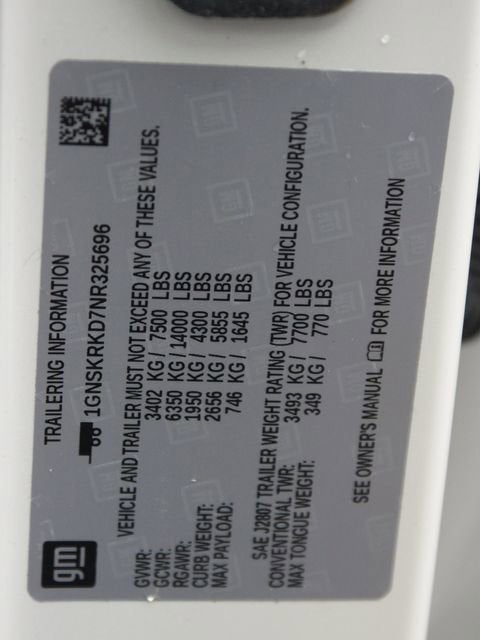 gm
TRAILERING INFORMATION
1GNSKRKD7NR325696
VEHICLE AND TRAILER MUST NOT EXCEED ANY OF THESE VALUES.
GVWR: 3402 KG / 7500 LBS
GCWR: 6350 KG / 14000 LBS
RGAWR: 1950 KG / 4300 LBS
CURB WEIGHT: 2656 KG / 5855 LBS
MAX PAYLOAD: 746 KG / 1645 LBS
SAE J2807 TRAILER WEIGHT RATING (TWR) FOR VEHICLE CONFIGURATION.
CONVENTIONAL TWR: 3493 KG / 7700 LBS
MAX TONGUE WEIGHT: 349 KG / 770 LBS
SEE OWNER'S MANUAL FOR MORE INFORMATION